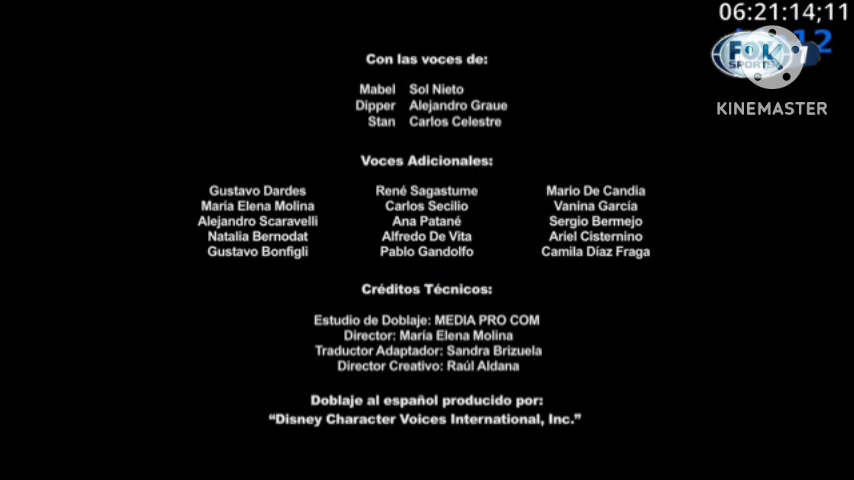 06:21:14;11
12
FOX
SPORTS
1
KINEMASTER
Con las voces de:
Mabel Sol Nieto
Dipper Alejandro Graue
Stan Carlos Celestre
Voces Adicionales:
Gustavo Dardes René Sagastume Mario De Candia
María Elena Molina Carlos Secilio Vanina García
Alejandro Scaravelli Ana Patané Sergio Bermejo
Natalia Bernodat Alfredo De Vita Ariel Cisternino
Gustavo Bonfigli Pablo Gandolfo Camila Díaz Fraga
Créditos Técnicos:
Estudio de Doblaje: MEDIA PRO COM
Director: María Elena Molina
Traductor Adaptador: Sandra Brizuela
Director Creativo: Raúl Aldana
Doblaje al español producido por:
“Disney Character Voices International, Inc.”